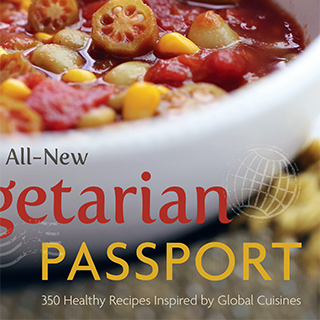 All-New
getarian
PASSPORT
350 Healthy Recipes Inspired by Global Cuisines